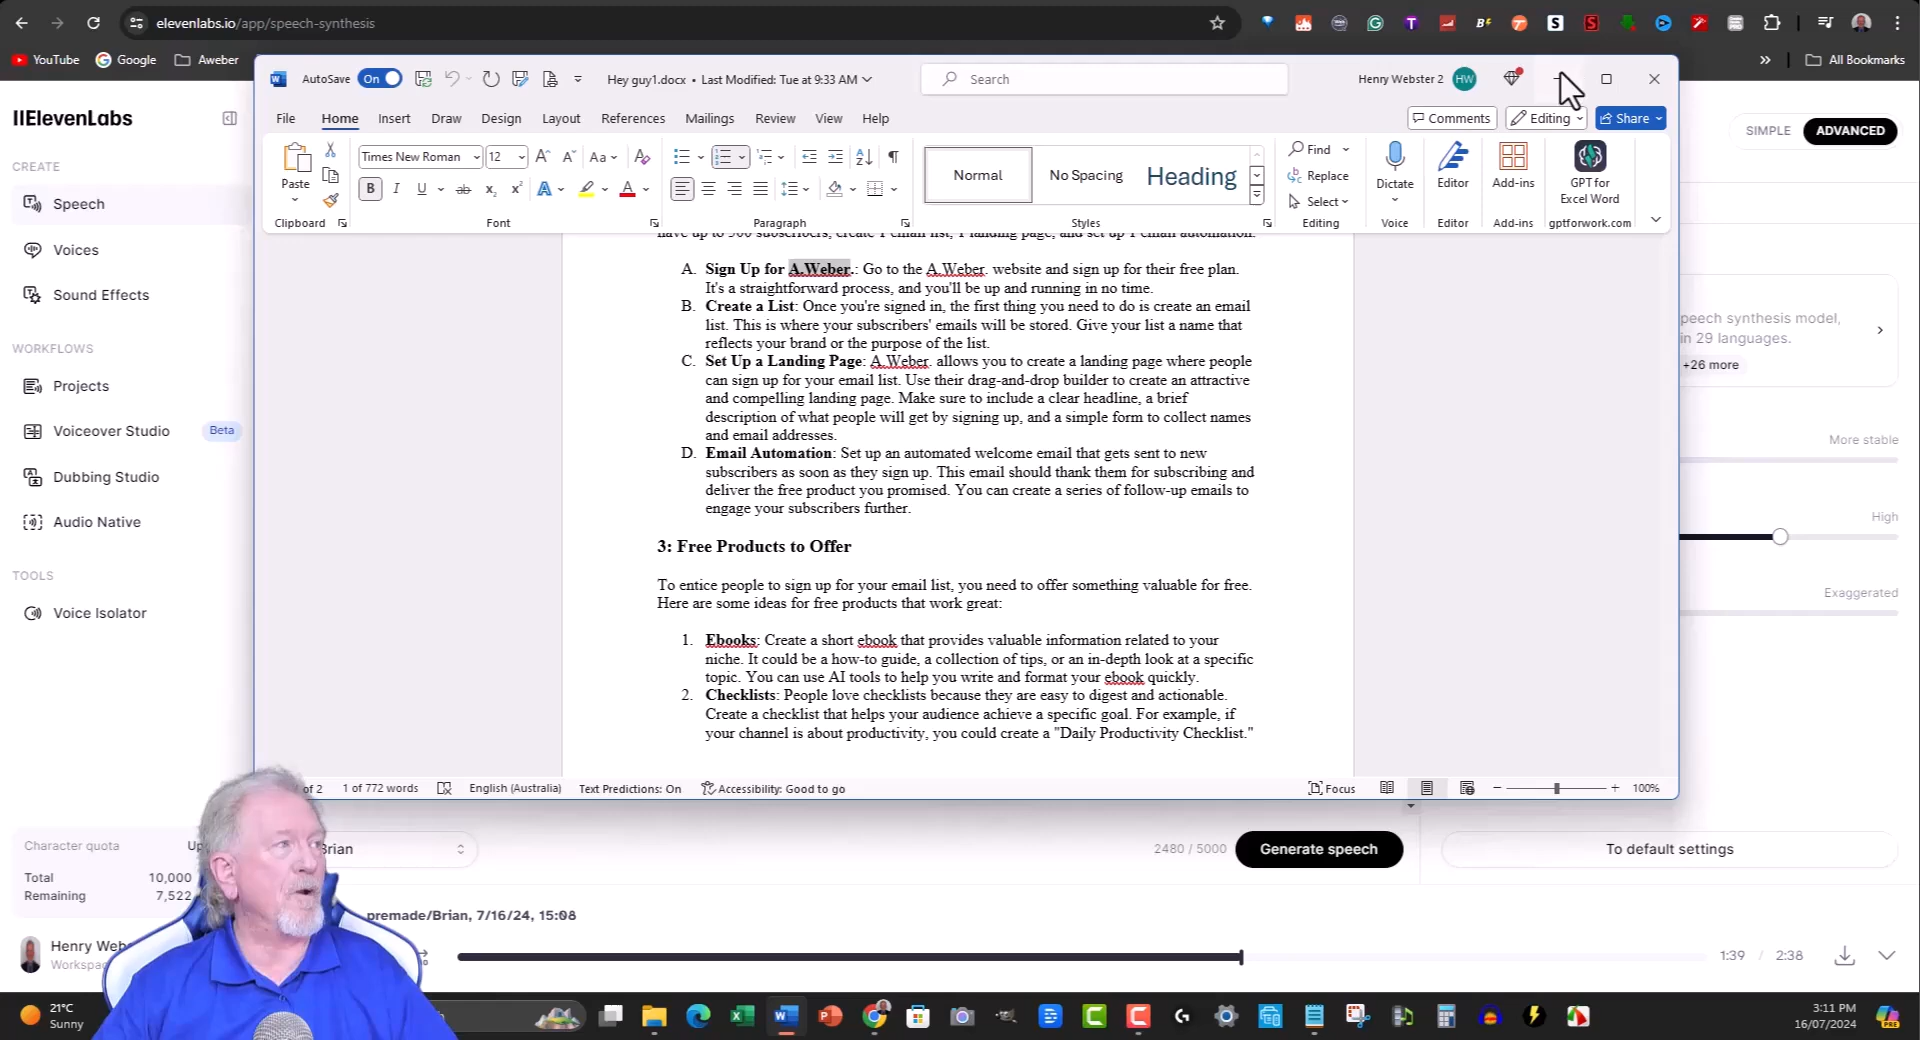 elevenlabs.io/app/speech-synthesis
YouTube
Google
Aweber
All Bookmarks
AutoSave
On
Hey guy1.docx • Last Modified: Tue at 9:33 AM
Search
Henry Webster 2
HW
File
Home
Insert
Draw
Design
Layout
References
Mailings
Review
View
Help
Comments
Editing
Share
Paste
Clipboard
Times New Roman
12
Font
Paragraph
Normal
No Spacing
Heading
Styles
Find
Replace
Select
Editing
Dictate
Voice
Editor
Editor
Add-ins
Add-ins
GPT for
Excel Word
gptforwork.com
IIElevenLabs
CREATE
Speech
Voices
Sound Effects
WORKFLOWS
Projects
Voiceover Studio
Beta
Dubbing Studio
Audio Native
TOOLS
Voice Isolator
have up to 500 subscribers, create 1 email list, 1 landing page, and set up 1 email automation.
A. Sign Up for A.Weber.: Go to the A.Weber. website and sign up for their free plan.
It's a straightforward process, and you'll be up and running in no time.
B. Create a List: Once you're signed in, the first thing you need to do is create an email
list. This is where your subscribers' emails will be stored. Give your list a name that
reflects your brand or the purpose of the list.
C. Set Up a Landing Page: A.Weber. allows you to create a landing page where people
can sign up for your email list. Use their drag-and-drop builder to create an attractive
and compelling landing page. Make sure to include a clear headline, a brief
description of what people will get by signing up, and a simple form to collect names
and email addresses.
D. Email Automation: Set up an automated welcome email that gets sent to new
subscribers as soon as they sign up. This email should thank them for subscribing and
deliver the free product you promised. You can create a series of follow-up emails to
engage your subscribers further.
3: Free Products to Offer
To entice people to sign up for your email list, you need to offer something valuable for free.
Here are some ideas for free products that work great:
1. Ebooks: Create a short ebook that provides valuable information related to your
niche. It could be a how-to guide, a collection of tips, or an in-depth look at a specific
topic. You can use AI tools to help you write and format your ebook quickly.
2. Checklists: People love checklists because they are easy to digest and actionable.
Create a checklist that helps your audience achieve a specific goal. For example, if
your channel is about productivity, you could create a "Daily Productivity Checklist."
of 2
1 of 772 words
English (Australia)
Text Predictions: On
Accessibility: Good to go
Focus
100%
SIMPLE
ADVANCED
peech synthesis model,
in 29 languages.
+26 more
More stable
High
Exaggerated
To default settings
Character quota
Total 10,000
Remaining 7,522
Brian
2480 / 5000
Generate speech
premade/Brian, 7/16/24, 15:08
Henry Web
Workspac
1:39 / 2:38
21°C
Sunny
3:11 PM
16/07/2024